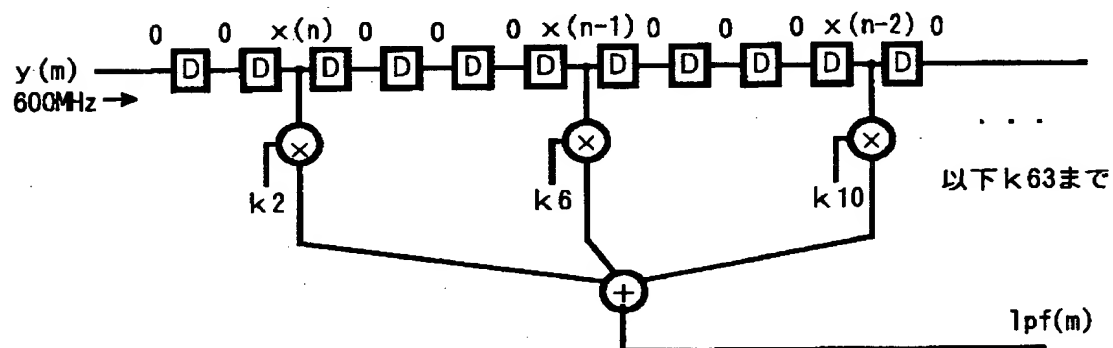 0 0 x(n) 0 0 0 x(n-1) 0 0 0 x(n-2) 0
y(m) D D D D D D D D D D D
600MHz
× × ×
k2 k6 k10
・・・
以下k63まで
+
lpf(m)